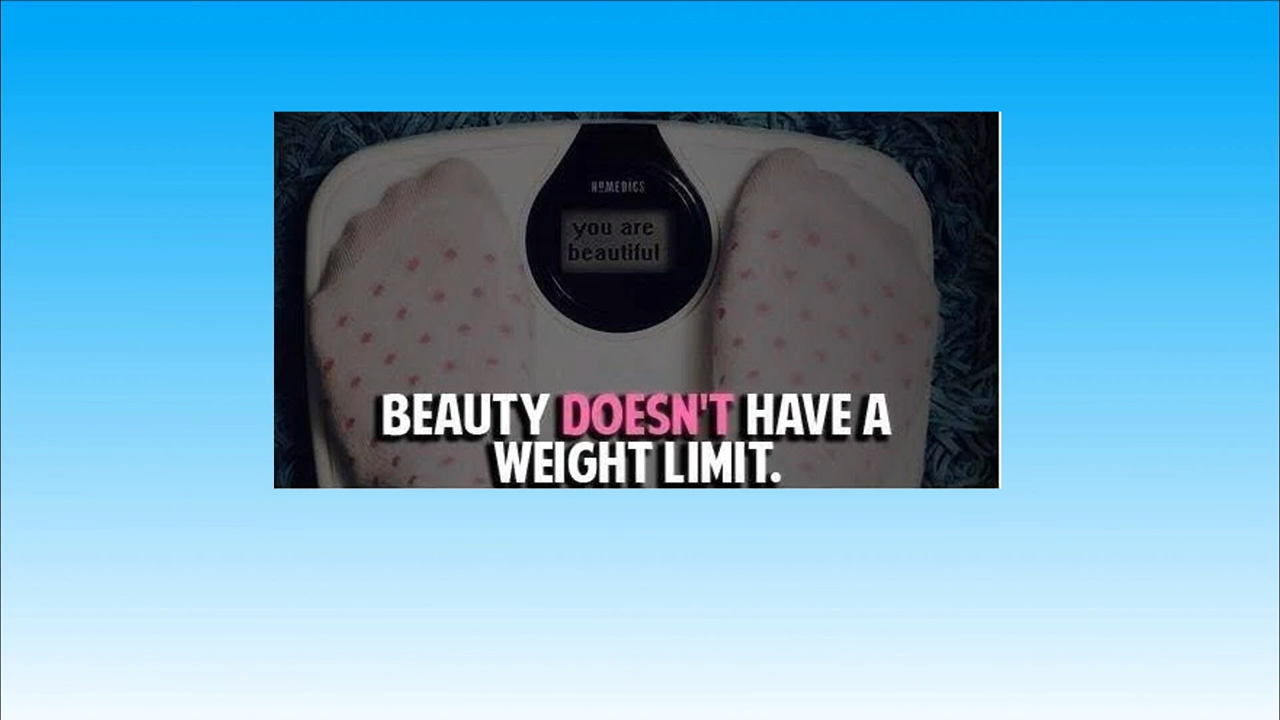 HOMEDICS
you are
beautiful
BEAUTY DOESN'T HAVE A
WEIGHT LIMIT.